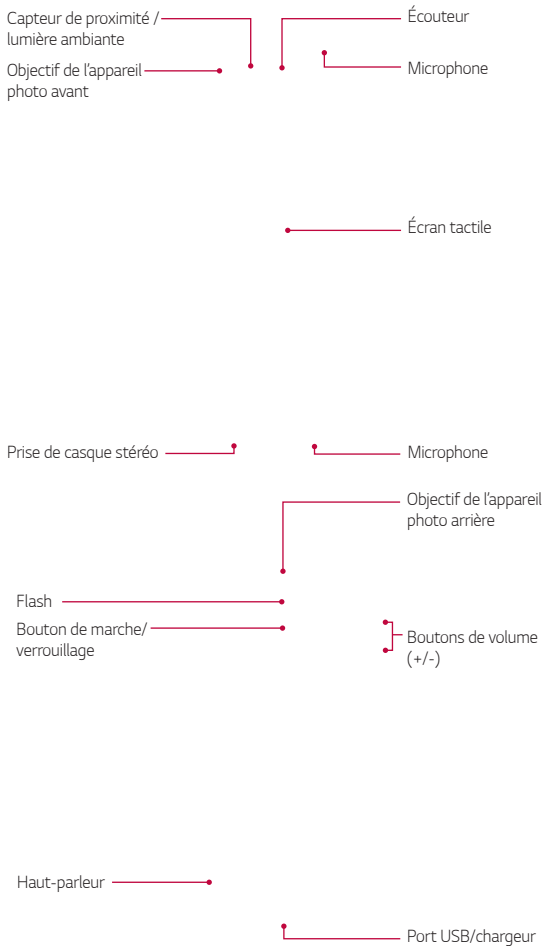 Capteur de proximité /
lumière ambiante
Écouteur
Objectif de l'appareil
photo avant
Microphone
Écran tactile
Prise de casque stéréo
Microphone
Objectif de l'appareil
photo arrière
Flash
Bouton de marche/
verrouillage
Boutons de volume
(+/-)
Haut-parleur
Port USB/chargeur